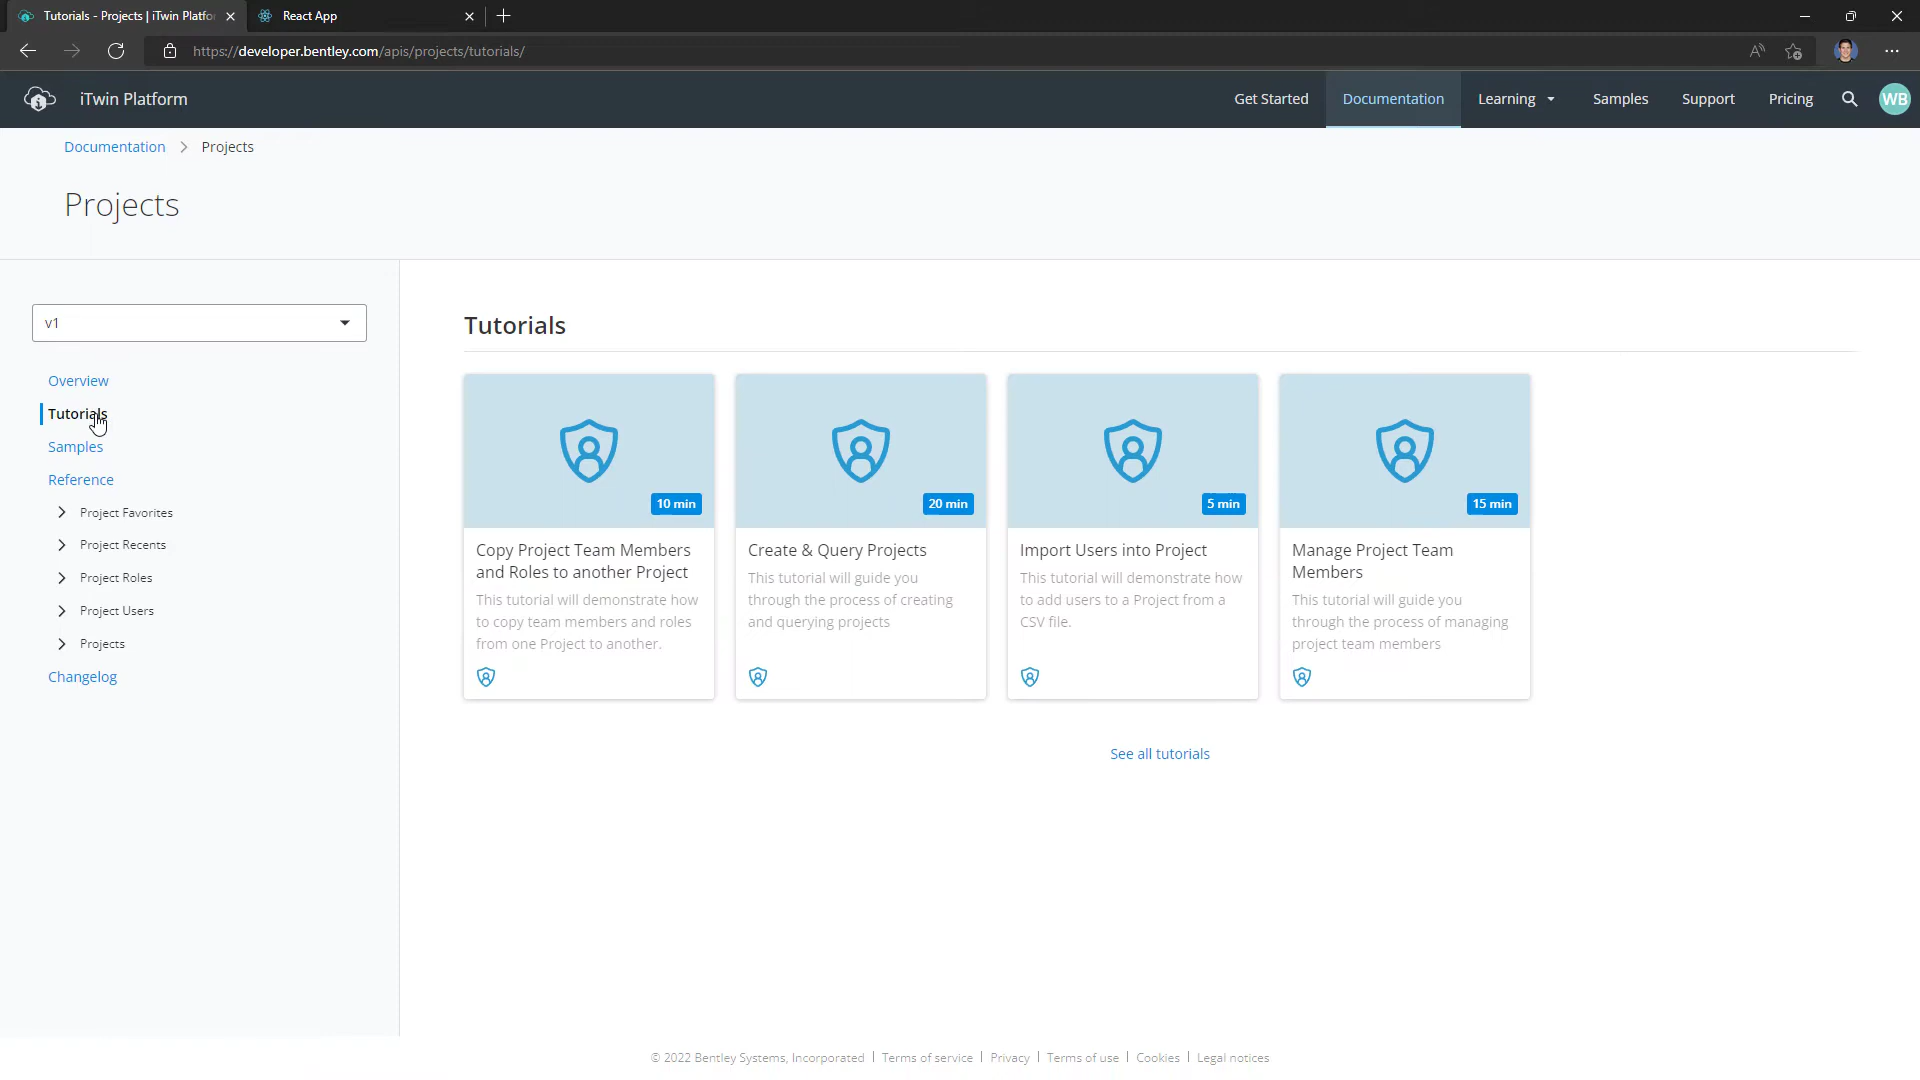 Tutorials - Projects | iTwin Platfo
React App
https://developer.bentley.com/apis/projects/tutorials/
iTwin Platform
Get Started
Documentation
Learning
Samples
Support
Pricing
WB
Documentation > Projects
Projects
v1
Overview
Tutorials
Samples
Reference
Project Favorites
Project Recents
Project Roles
Project Users
Projects
Changelog
Tutorials
10 min
Copy Project Team Members
and Roles to another Project
This tutorial will demonstrate how
to copy team members and roles
from one Project to another.
20 min
Create & Query Projects
This tutorial will guide you
through the process of creating
and querying projects
5 min
Import Users into Project
This tutorial will demonstrate how
to add users to a Project from a
CSV file.
15 min
Manage Project Team
Members
This tutorial will guide you
through the process of managing
project team members
See all tutorials
© 2022 Bentley Systems, Incorporated | Terms of service | Privacy | Terms of use | Cookies | Legal notices